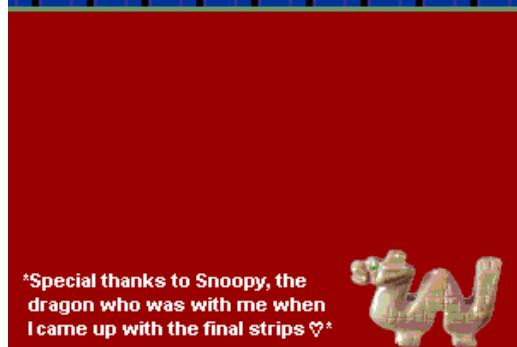 *Special thanks to Snoopy, the
dragon who was with me when
I came up with the final strips ♡*